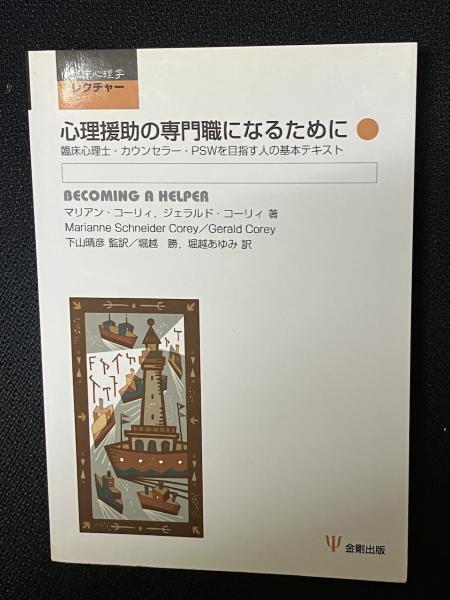 臨床心理学
レクチャー
心理援助の専門職になるために
臨床心理士・カウンセラー・PSWを目指す人の基本テキスト
BECOMING A HELPER
マリアン・コーリィ，ジェラルド・コーリィ 著
Marianne Schneider Corey／Gerald Corey
下山晴彦 監訳／堀越 勝，堀越あゆみ 訳
Ψ 金剛出版